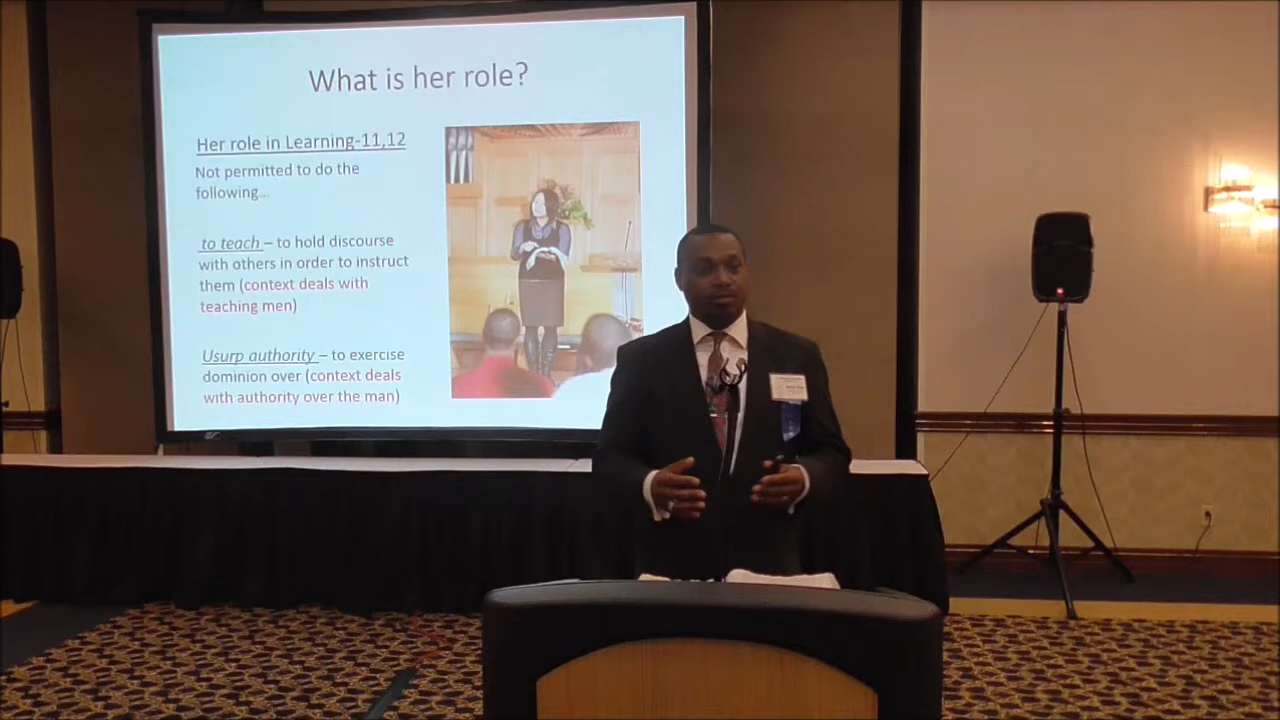 What is her role?
Her role in Learning-11,12
Not permitted to do the
following...
to teach – to hold discourse
with others in order to instruct
them (context deals with
teaching men)
Usurp authority – to exercise
dominion over (context deals
with authority over the man)